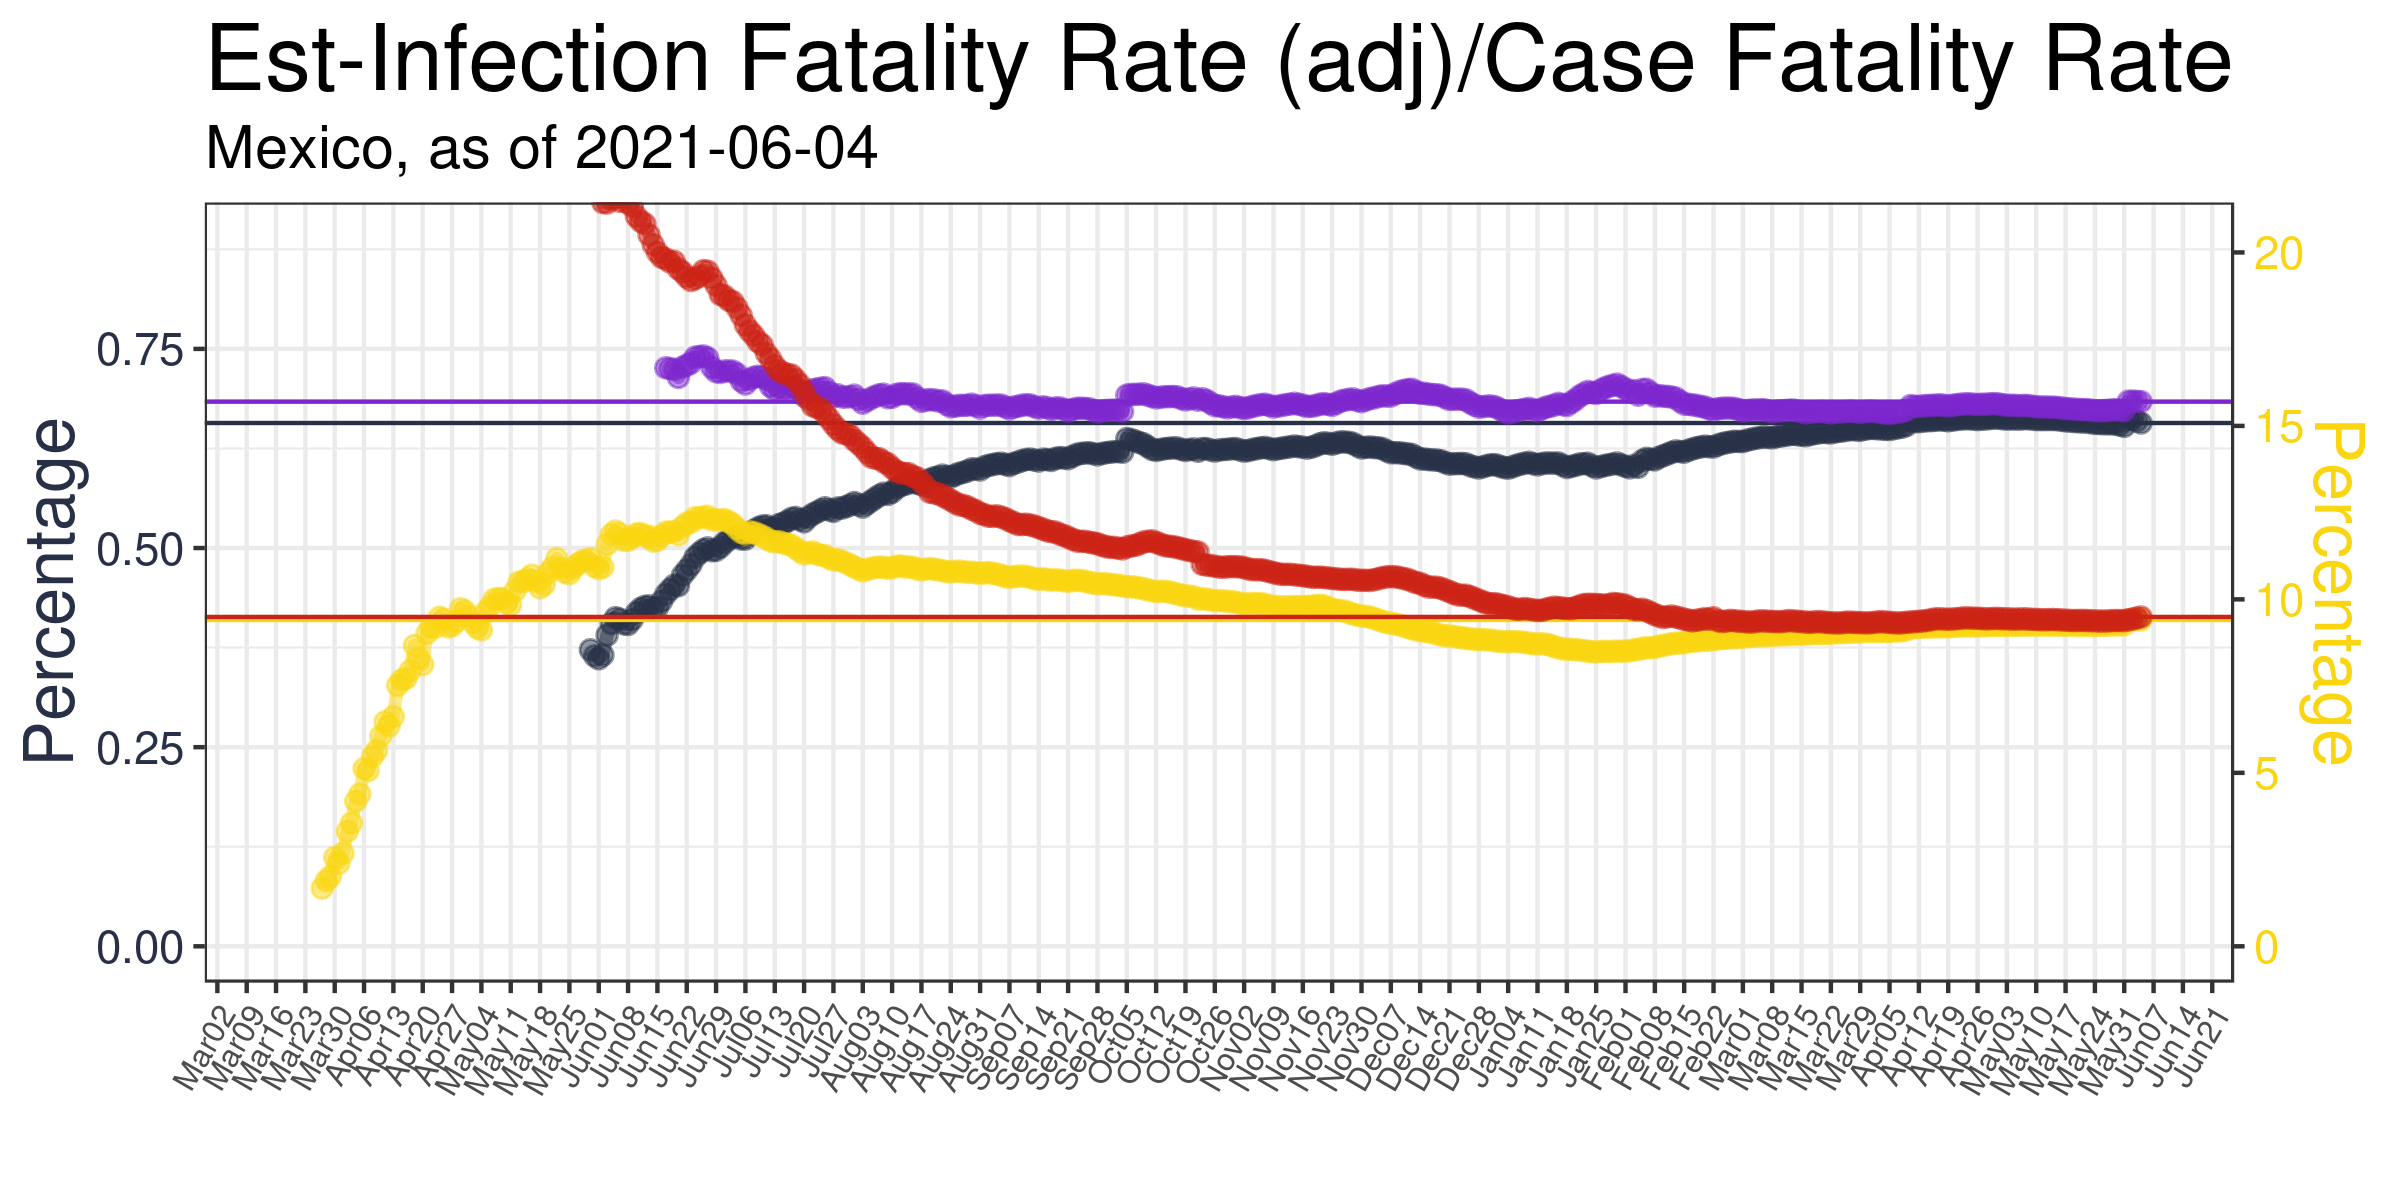 Est-Infection Fatality Rate (adj)/Case Fatality Rate
Mexico, as of 2021-06-04
Percentage
0.75
0.50
0.25
0.00
20
15
10
5
0
Percentage
Mar02
Mar09
Mar16
Mar23
Mar30
Apr06
Apr13
Apr20
Apr27
May04
May11
May18
May25
Jun01
Jun08
Jun15
Jun22
Jun29
Jul06
Jul13
Jul20
Jul27
Aug03
Aug10
Aug17
Aug24
Aug31
Sep07
Sep14
Sep21
Sep28
Oct05
Oct12
Oct19
Oct26
Nov02
Nov09
Nov16
Nov23
Nov30
Dec07
Dec14
Dec21
Dec28
Jan04
Jan11
Jan18
Jan25
Feb01
Feb08
Feb15
Feb22
Mar01
Mar08
Mar15
Mar22
Mar29
Apr05
Apr12
Apr19
Apr26
May03
May10
May17
May24
May31
Jun07
Jun14
Jun21